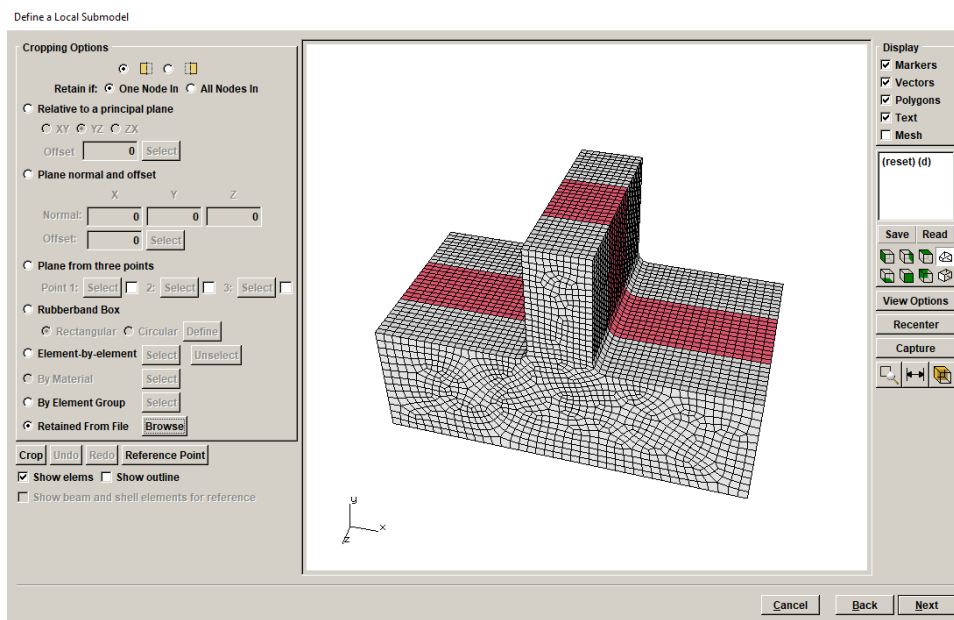 Define a Local Submodel
Cropping Options
Retain if: One Node In All Nodes In
Relative to a principal plane
XY YZ ZX
Offset 0 Select
Plane normal and offset
X Y Z
Normal: 0 0 0
Offset: 0 Select
Plane from three points
Point 1: Select 2: Select 3: Select
Rubberband Box
Rectangular Circular Define
Element-by-element Select Unselect
By Material Select
By Element Group Select
Retained From File Browse
Crop Undo Redo Reference Point
Show elems Show outline
Show beam and shell elements for reference
y
x
z
Display
Markers
Vectors
Polygons
Text
Mesh
(reset) (d)
Save Read
View Options
Recenter
Capture
Cancel Back Next